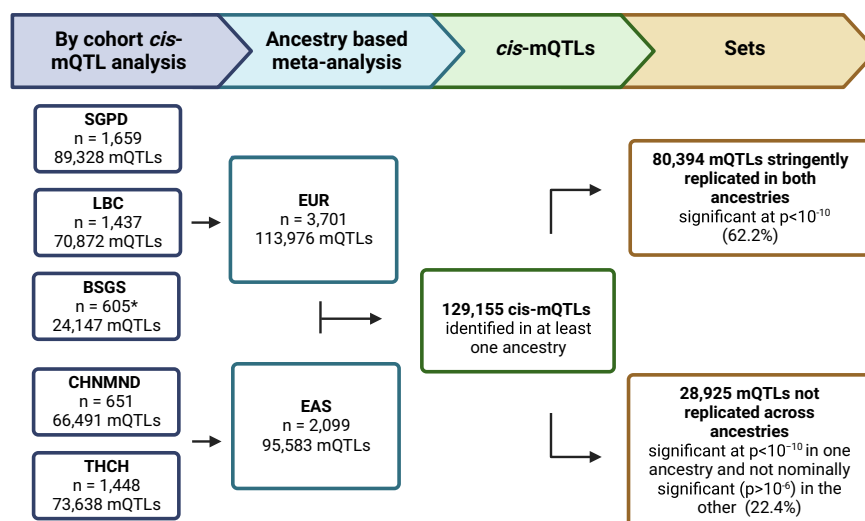 By cohort cis-
mQTL analysis
Ancestry based
meta-analysis
cis-mQTLs
Sets
SGPD
n = 1,659
89,328 mQTLs
LBC
n = 1,437
70,872 mQTLs
BSGS
n = 605*
24,147 mQTLs
CHNMND
n = 651
66,491 mQTLs
THCH
n = 1,448
73,638 mQTLs
EUR
n = 3,701
113,976 mQTLs
EAS
n = 2,099
95,583 mQTLs
129,155 cis-mQTLs
identified in at least
one ancestry
80,394 mQTLs stringently
replicated in both
ancestries
significant at p<10⁻¹⁰
(62.2%)
28,925 mQTLs not
replicated across
ancestries
significant at p<10⁻¹⁰ in one
ancestry and not nominally
significant (p>10⁻⁶) in the
other (22.4%)